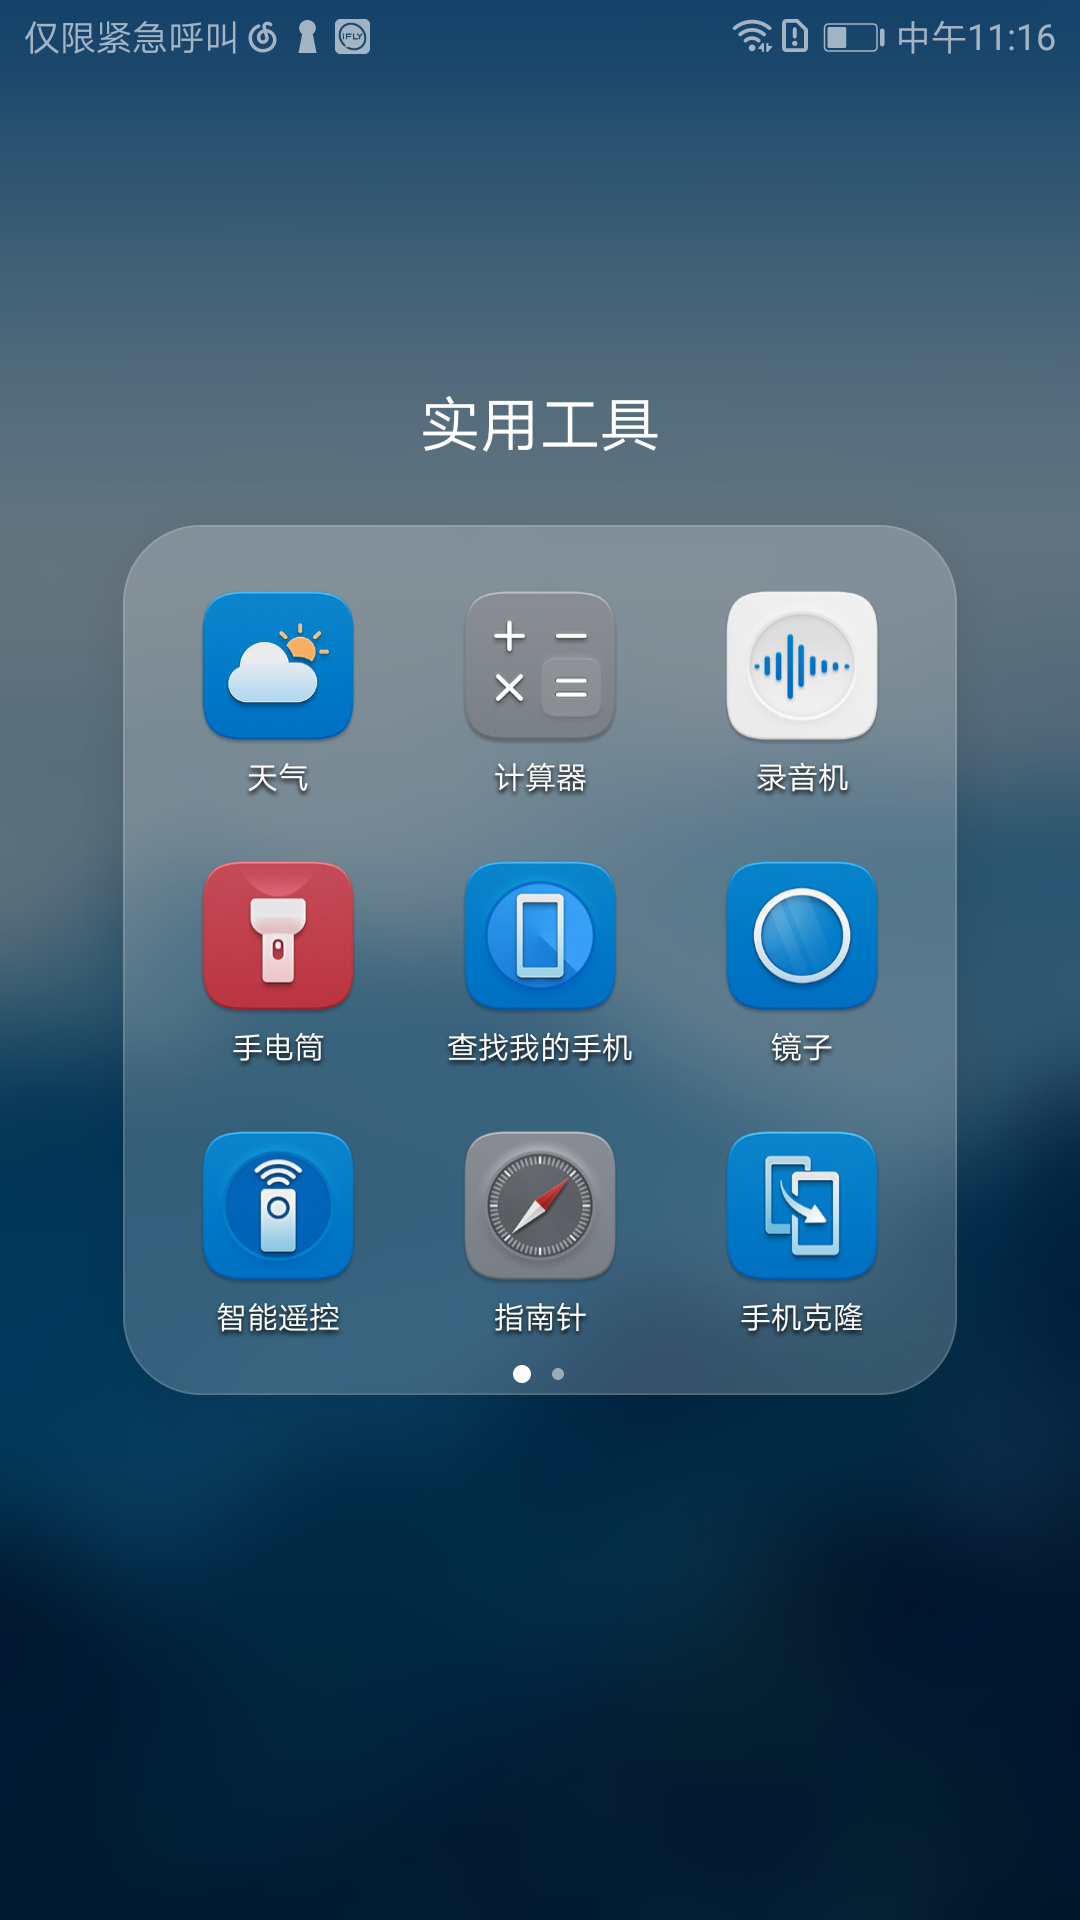 仅限紧急呼叫 iFLY 中午11:16
实用工具
天气 计算器 录音机
手电筒 查找我的手机 镜子
智能遥控 指南针 手机克隆